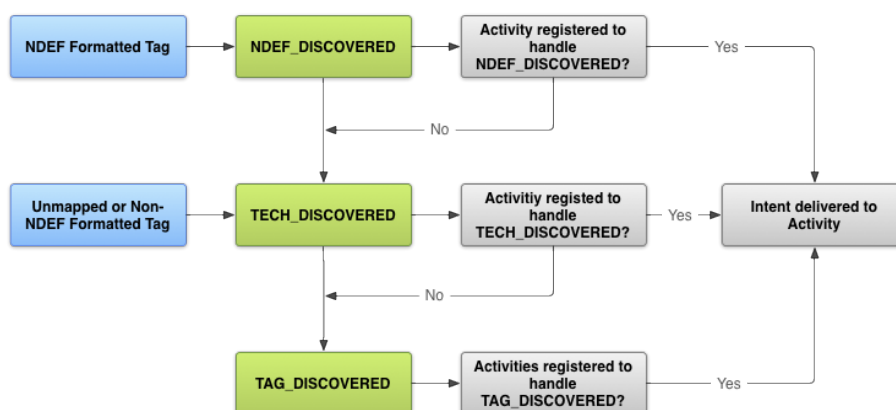 NDEF Formatted Tag
NDEF_DISCOVERED
Activity registered to
handle
NDEF_DISCOVERED?
Yes
No
Unmapped or Non-
NDEF Formatted Tag
TECH_DISCOVERED
Activitiy registed to
handle
TECH_DISCOVERED?
Yes
Intent delivered to
Activity
No
TAG_DISCOVERED
Activities registered to
handle
TAG_DISCOVERED?
Yes